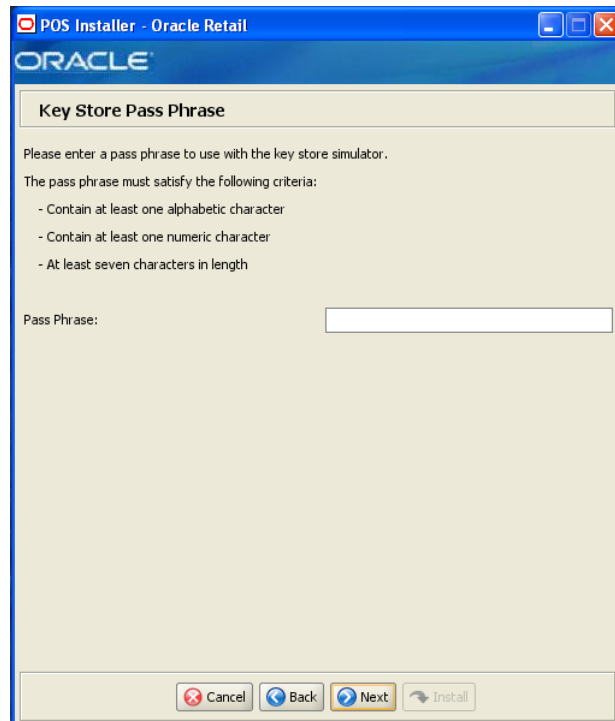 POS Installer - Oracle Retail
ORACLE
Key Store Pass Phrase
Please enter a pass phrase to use with the key store simulator.
The pass phrase must satisfy the following criteria:
- Contain at least one alphabetic character
- Contain at least one numeric character
- At least seven characters in length
Pass Phrase:
Cancel Back Next Install